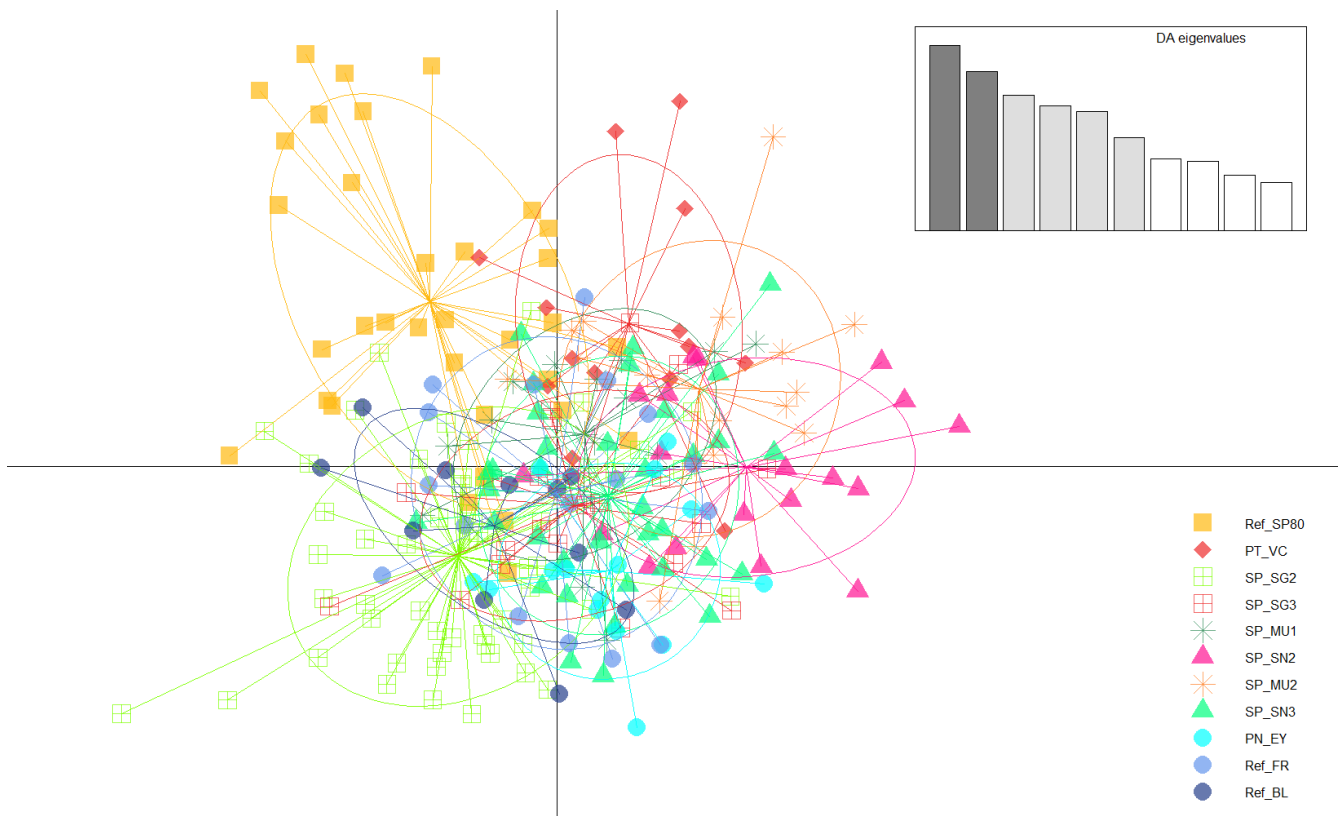 DA eigenvalues
Ref_SP80
PT_VC
SP_SG2
SP_SG3
SP_MU1
SP_SN2
SP_MU2
SP_SN3
PN_EY
Ref_FR
Ref_BL